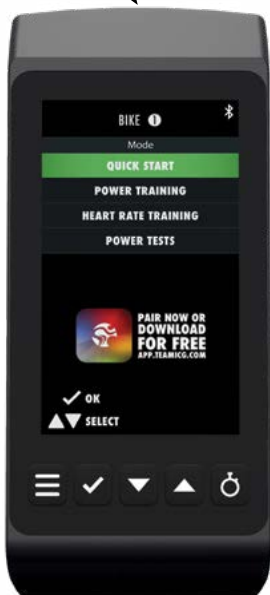 BIKE 1
Mode
QUICK START
POWER TRAINING
HEART RATE TRAINING
POWER TESTS
PAIR NOW OR
DOWNLOAD
FOR FREE
APP.TEAMICG.COM
OK
SELECT